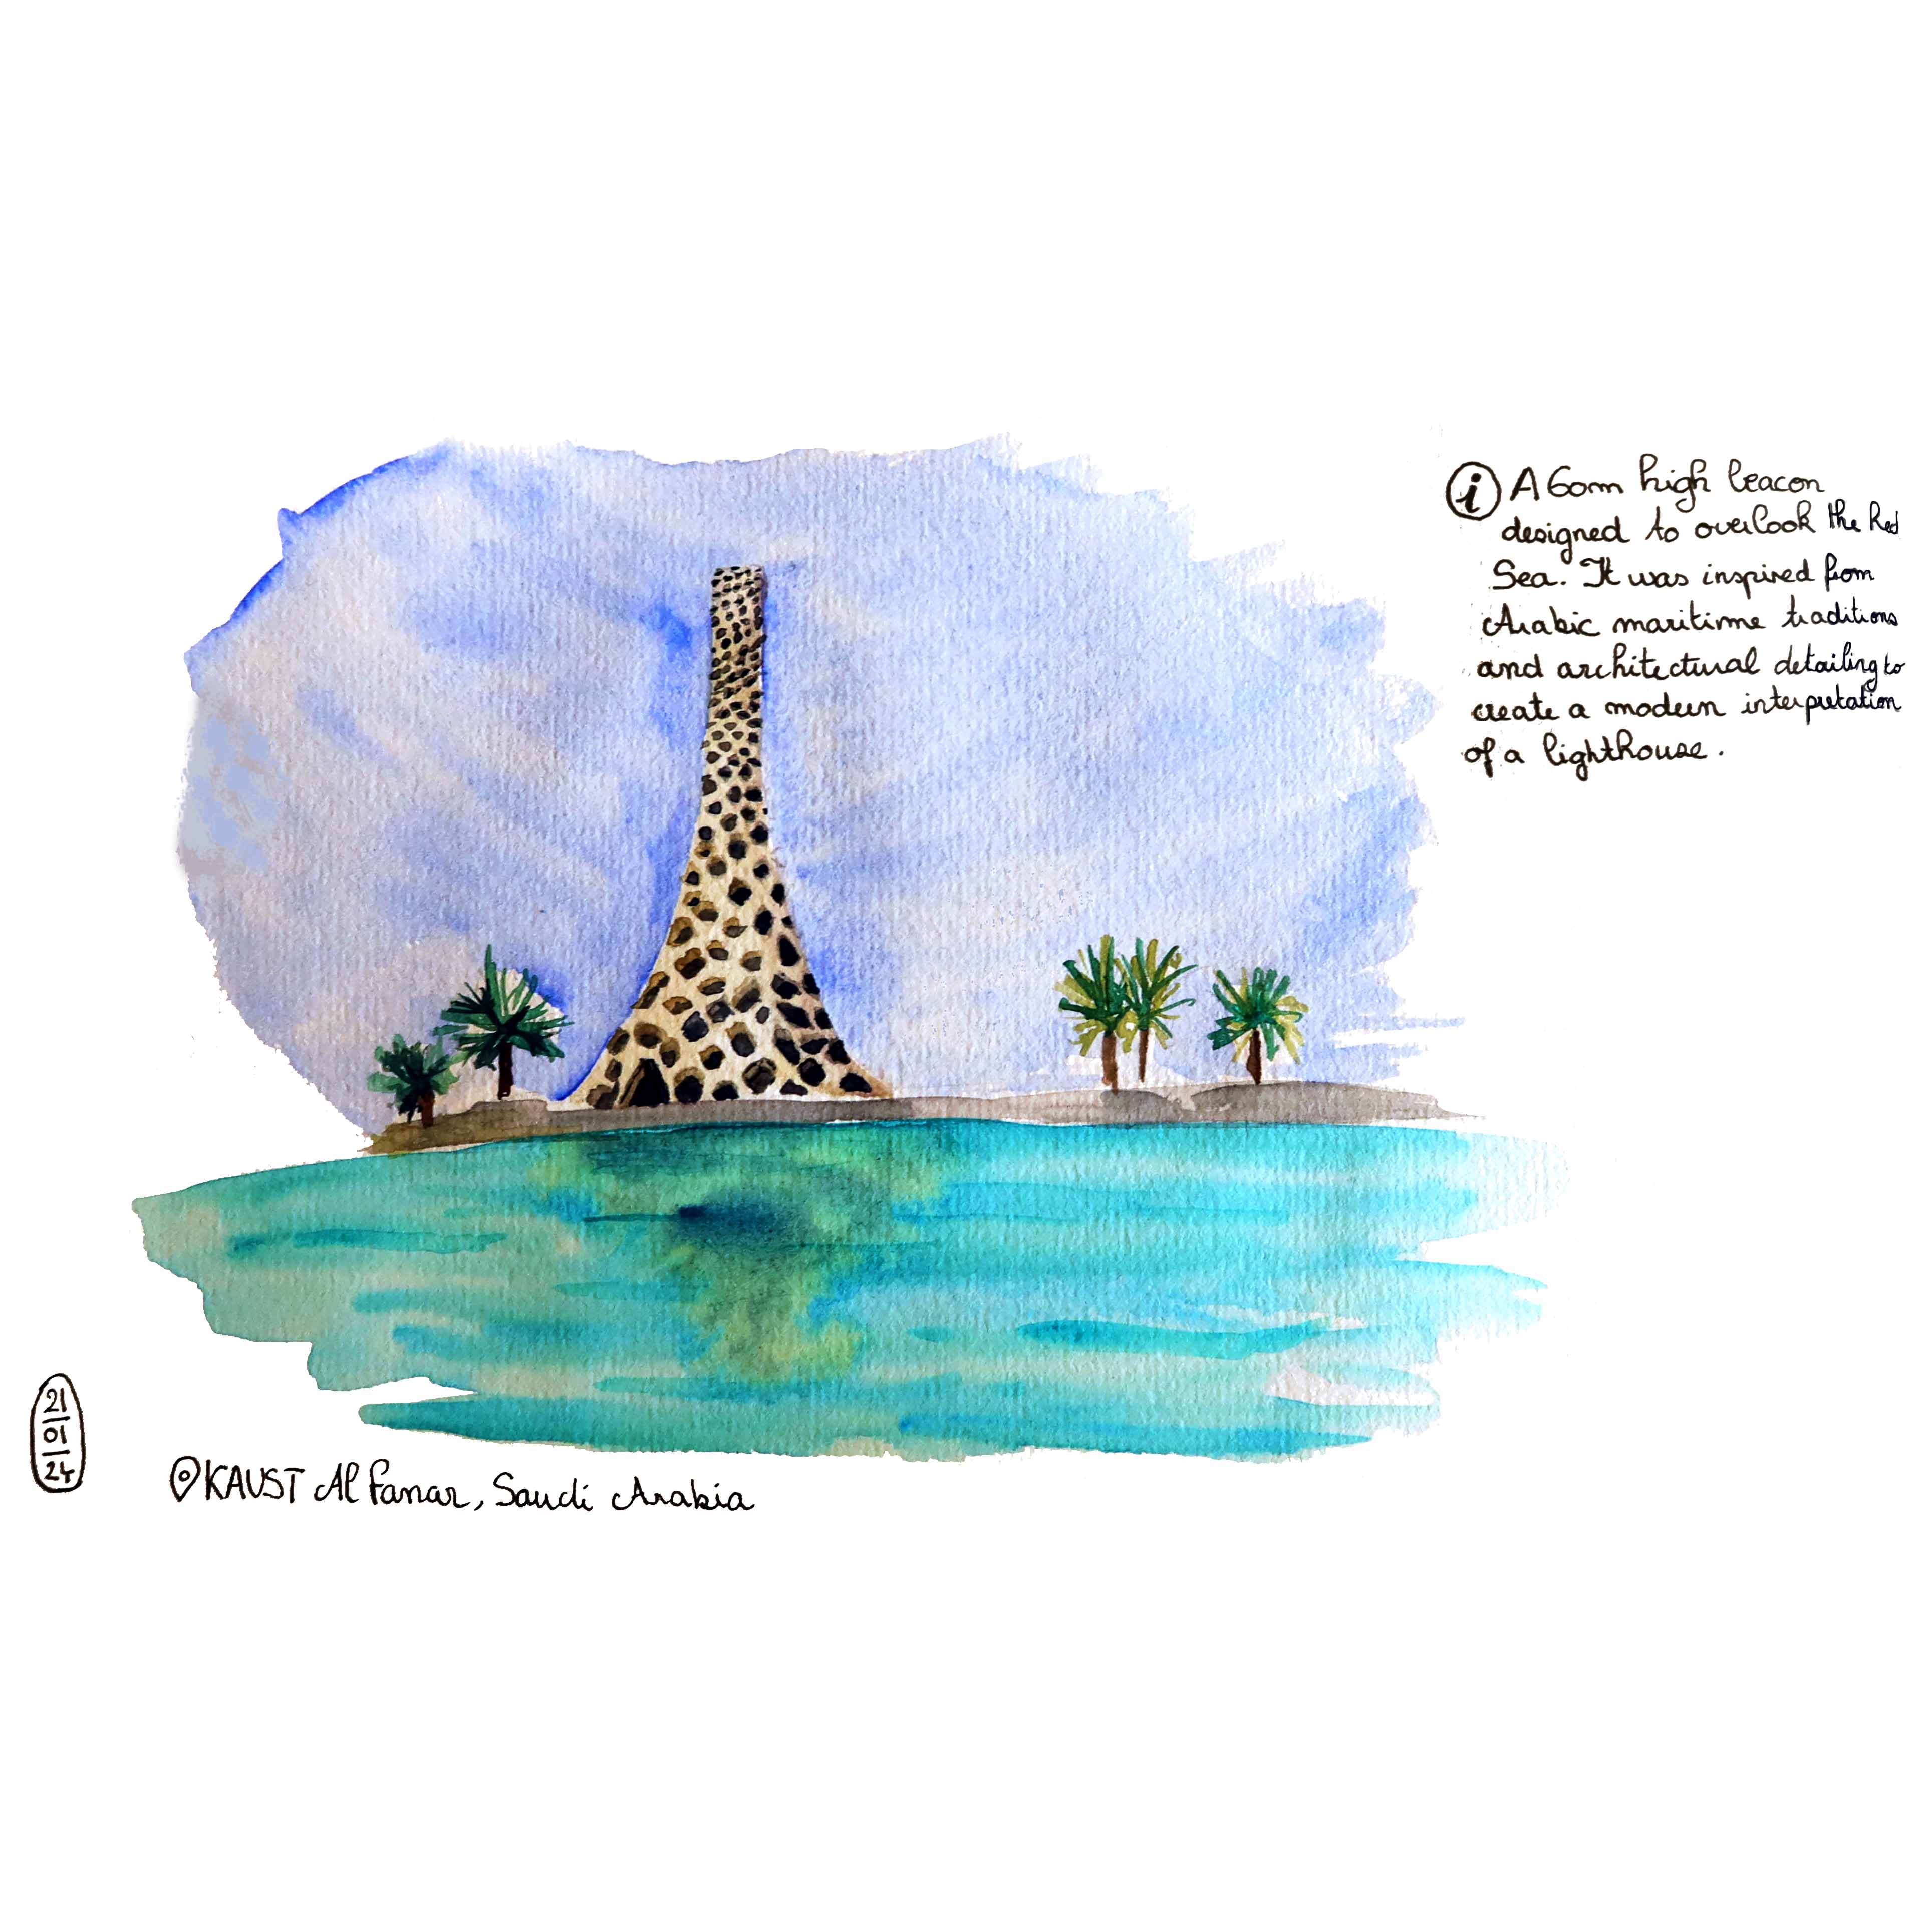 i A 60m high beacon
designed to overlook the Red
Sea. It was inspired from
Arabic maritime traditions
and architectural detailing to
create a modern interpretation
of a lighthouse.
21
01
24
KAUST Al Fanar, Saudi Arabia